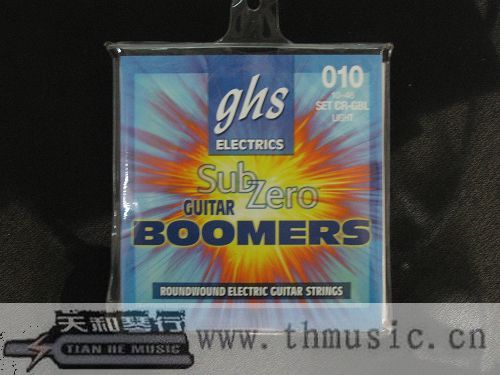 ghs
ELECTRICS
010
10-46
SET CR-GBL
LIGHT
Sub
Zero
GUITAR
BOOMERS
ROUNDWOUND ELECTRIC GUITAR STRINGS
天和琴行
TIAN HE MUSIC
www.thmusic.cn